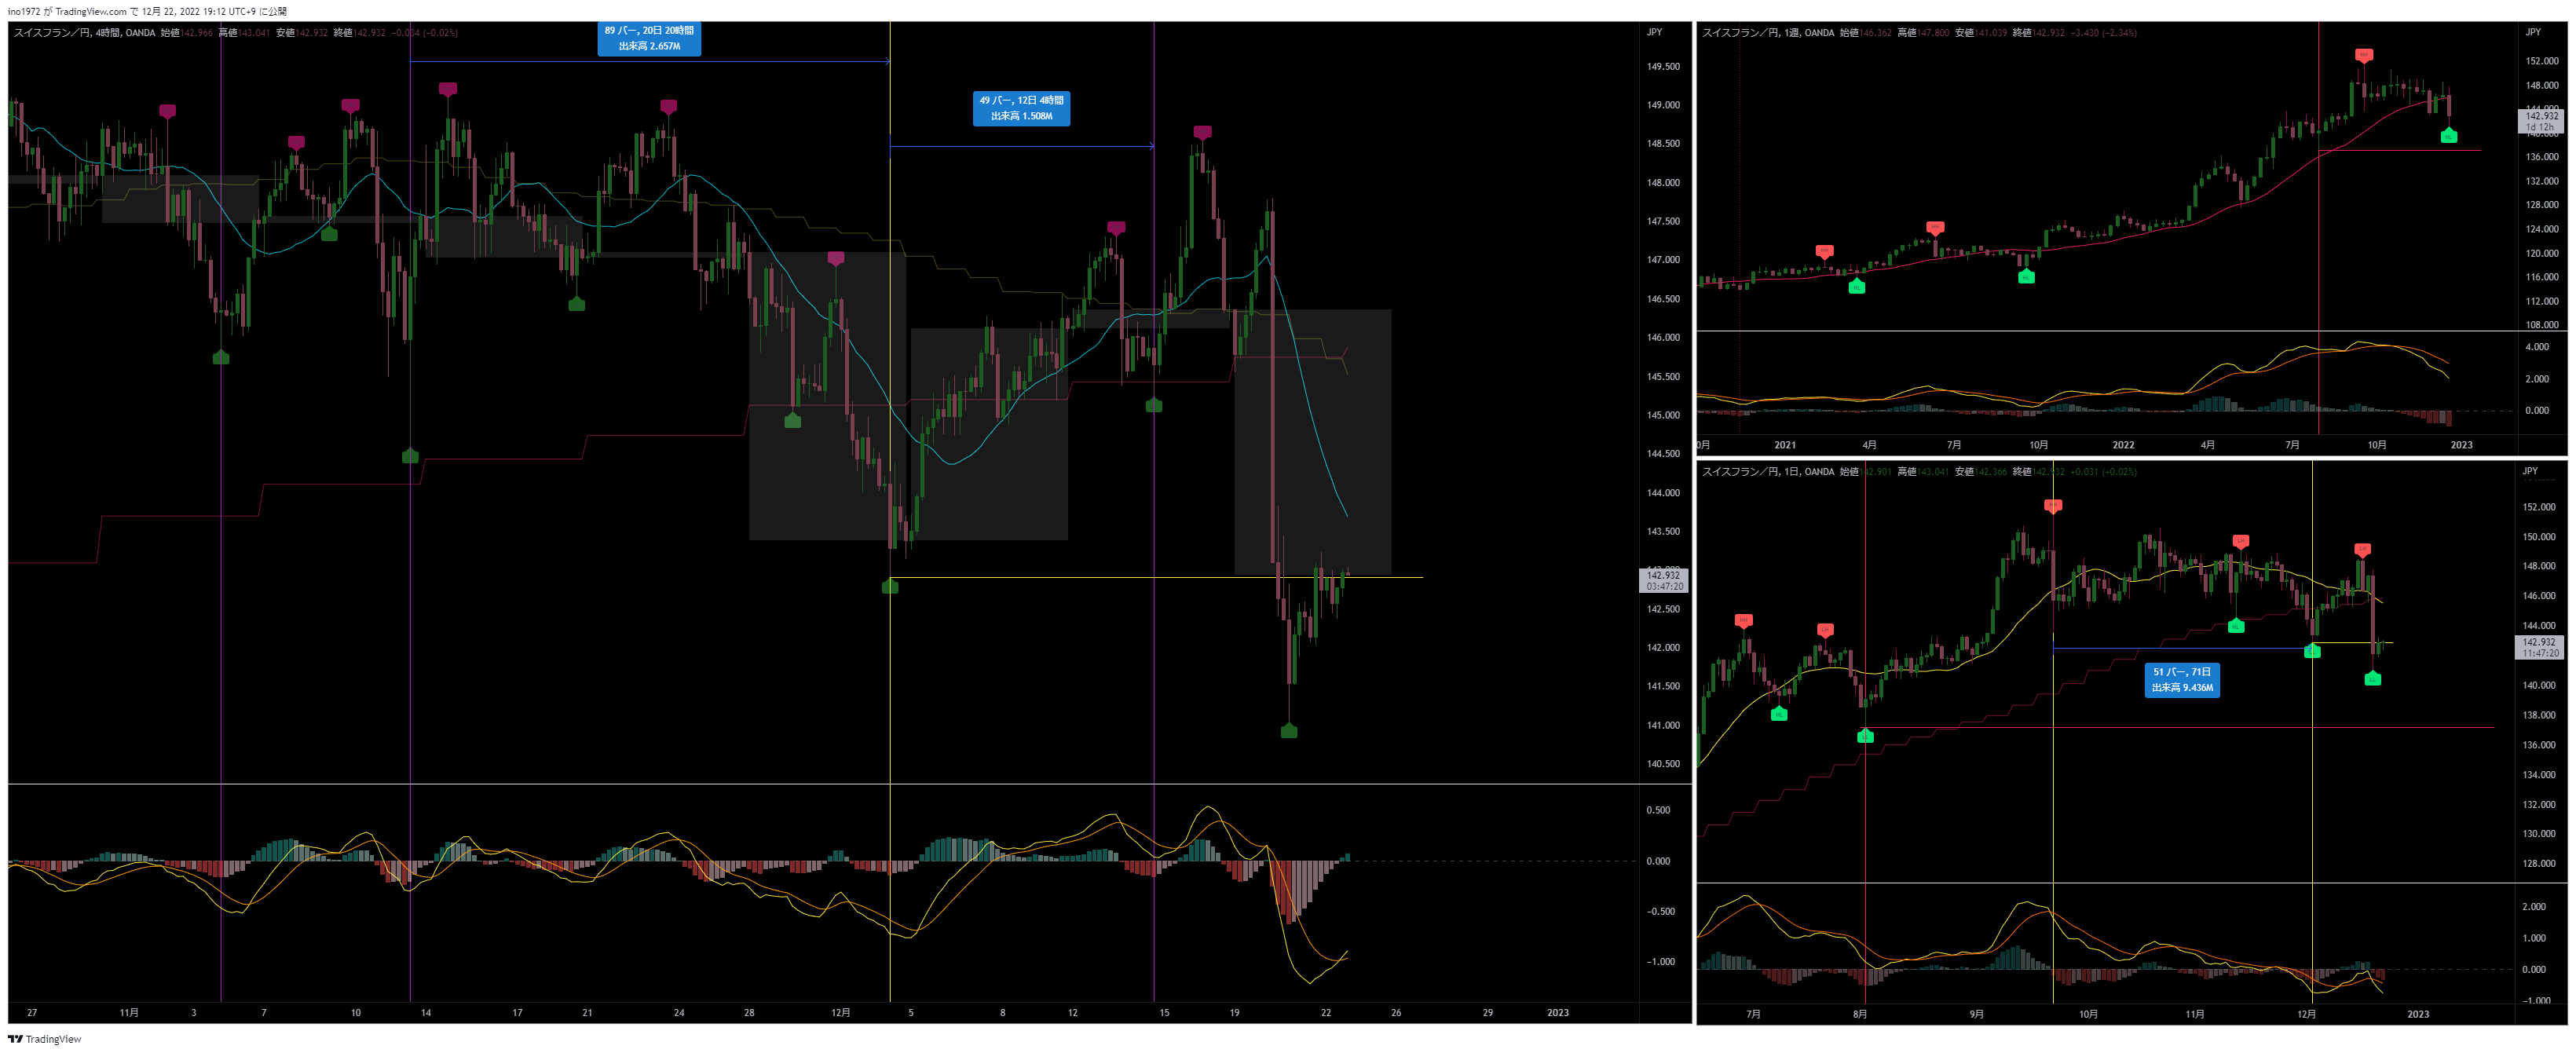 ino1972 が TradingView.com で 12月 22, 2022 19:12 UTC+9 に公開
スイスフラン／円, 4時間, OANDA 始値142.966 高値143.041 安値142.932 終値142.932 −0.034 (−0.02%)
JPY
89 バー, 20日 20時間
出来高 2.657M
49 バー, 12日 4時間
出来高 1.508M
149.500
149.000
148.500
148.000
147.500
147.000
146.500
146.000
145.500
145.000
144.500
144.000
143.500
142.932
03:47:20
142.500
142.000
141.500
141.000
140.500
0.500
0.000
−0.500
−1.000
27
11月
3
7
10
14
17
21
24
28
12月
5
8
12
15
19
22
26
29
2023
スイスフラン／円, 1週, OANDA 始値146.362 高値147.800 安値141.039 終値142.932 −3.430 (−2.34%)
JPY
152.000
148.000
142.932
1d 12h
136.000
132.000
128.000
124.000
120.000
116.000
112.000
108.000
4.000
2.000
0.000
0月
2021
4月
7月
10月
2022
4月
7月
10月
2023
スイスフラン／円, 1日, OANDA 始値142.901 高値143.041 安値142.366 終値142.932 +0.031 (+0.02%)
JPY
51 バー, 71日
出来高 9.436M
152.000
150.000
148.000
146.000
144.000
142.932
11:47:20
140.000
138.000
136.000
134.000
132.000
130.000
128.000
2.000
1.000
0.000
−1.000
7月
8月
9月
10月
11月
12月
2023
TradingView